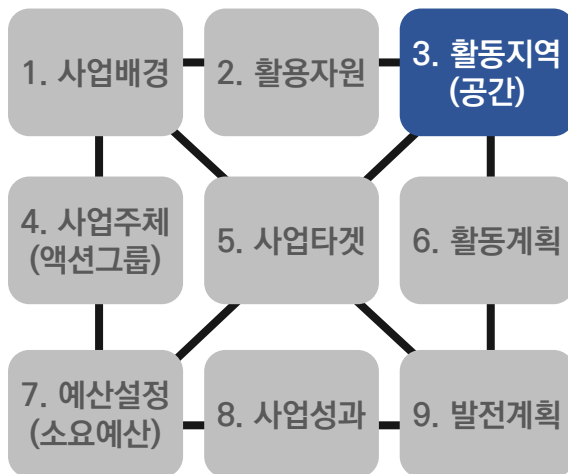 1. 사업배경
2. 활용자원
3. 활동지역
(공간)
4. 사업주체
(액션그룹)
5. 사업타겟
6. 활동계획
7. 예산설정
(소요예산)
8. 사업성과
9. 발전계획